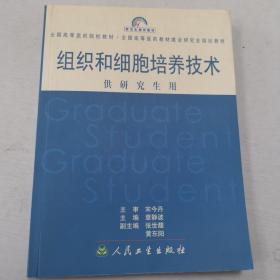 全国高等医药院校教材·全国高等医药教材建设研究会规划教材
组织和细胞培养技术
供研究生用
Graduate
Student
Graduate
Student
主 审 宋今丹
主 编 章静波
副主编 张世馥
黄东阳
人民卫生出版社